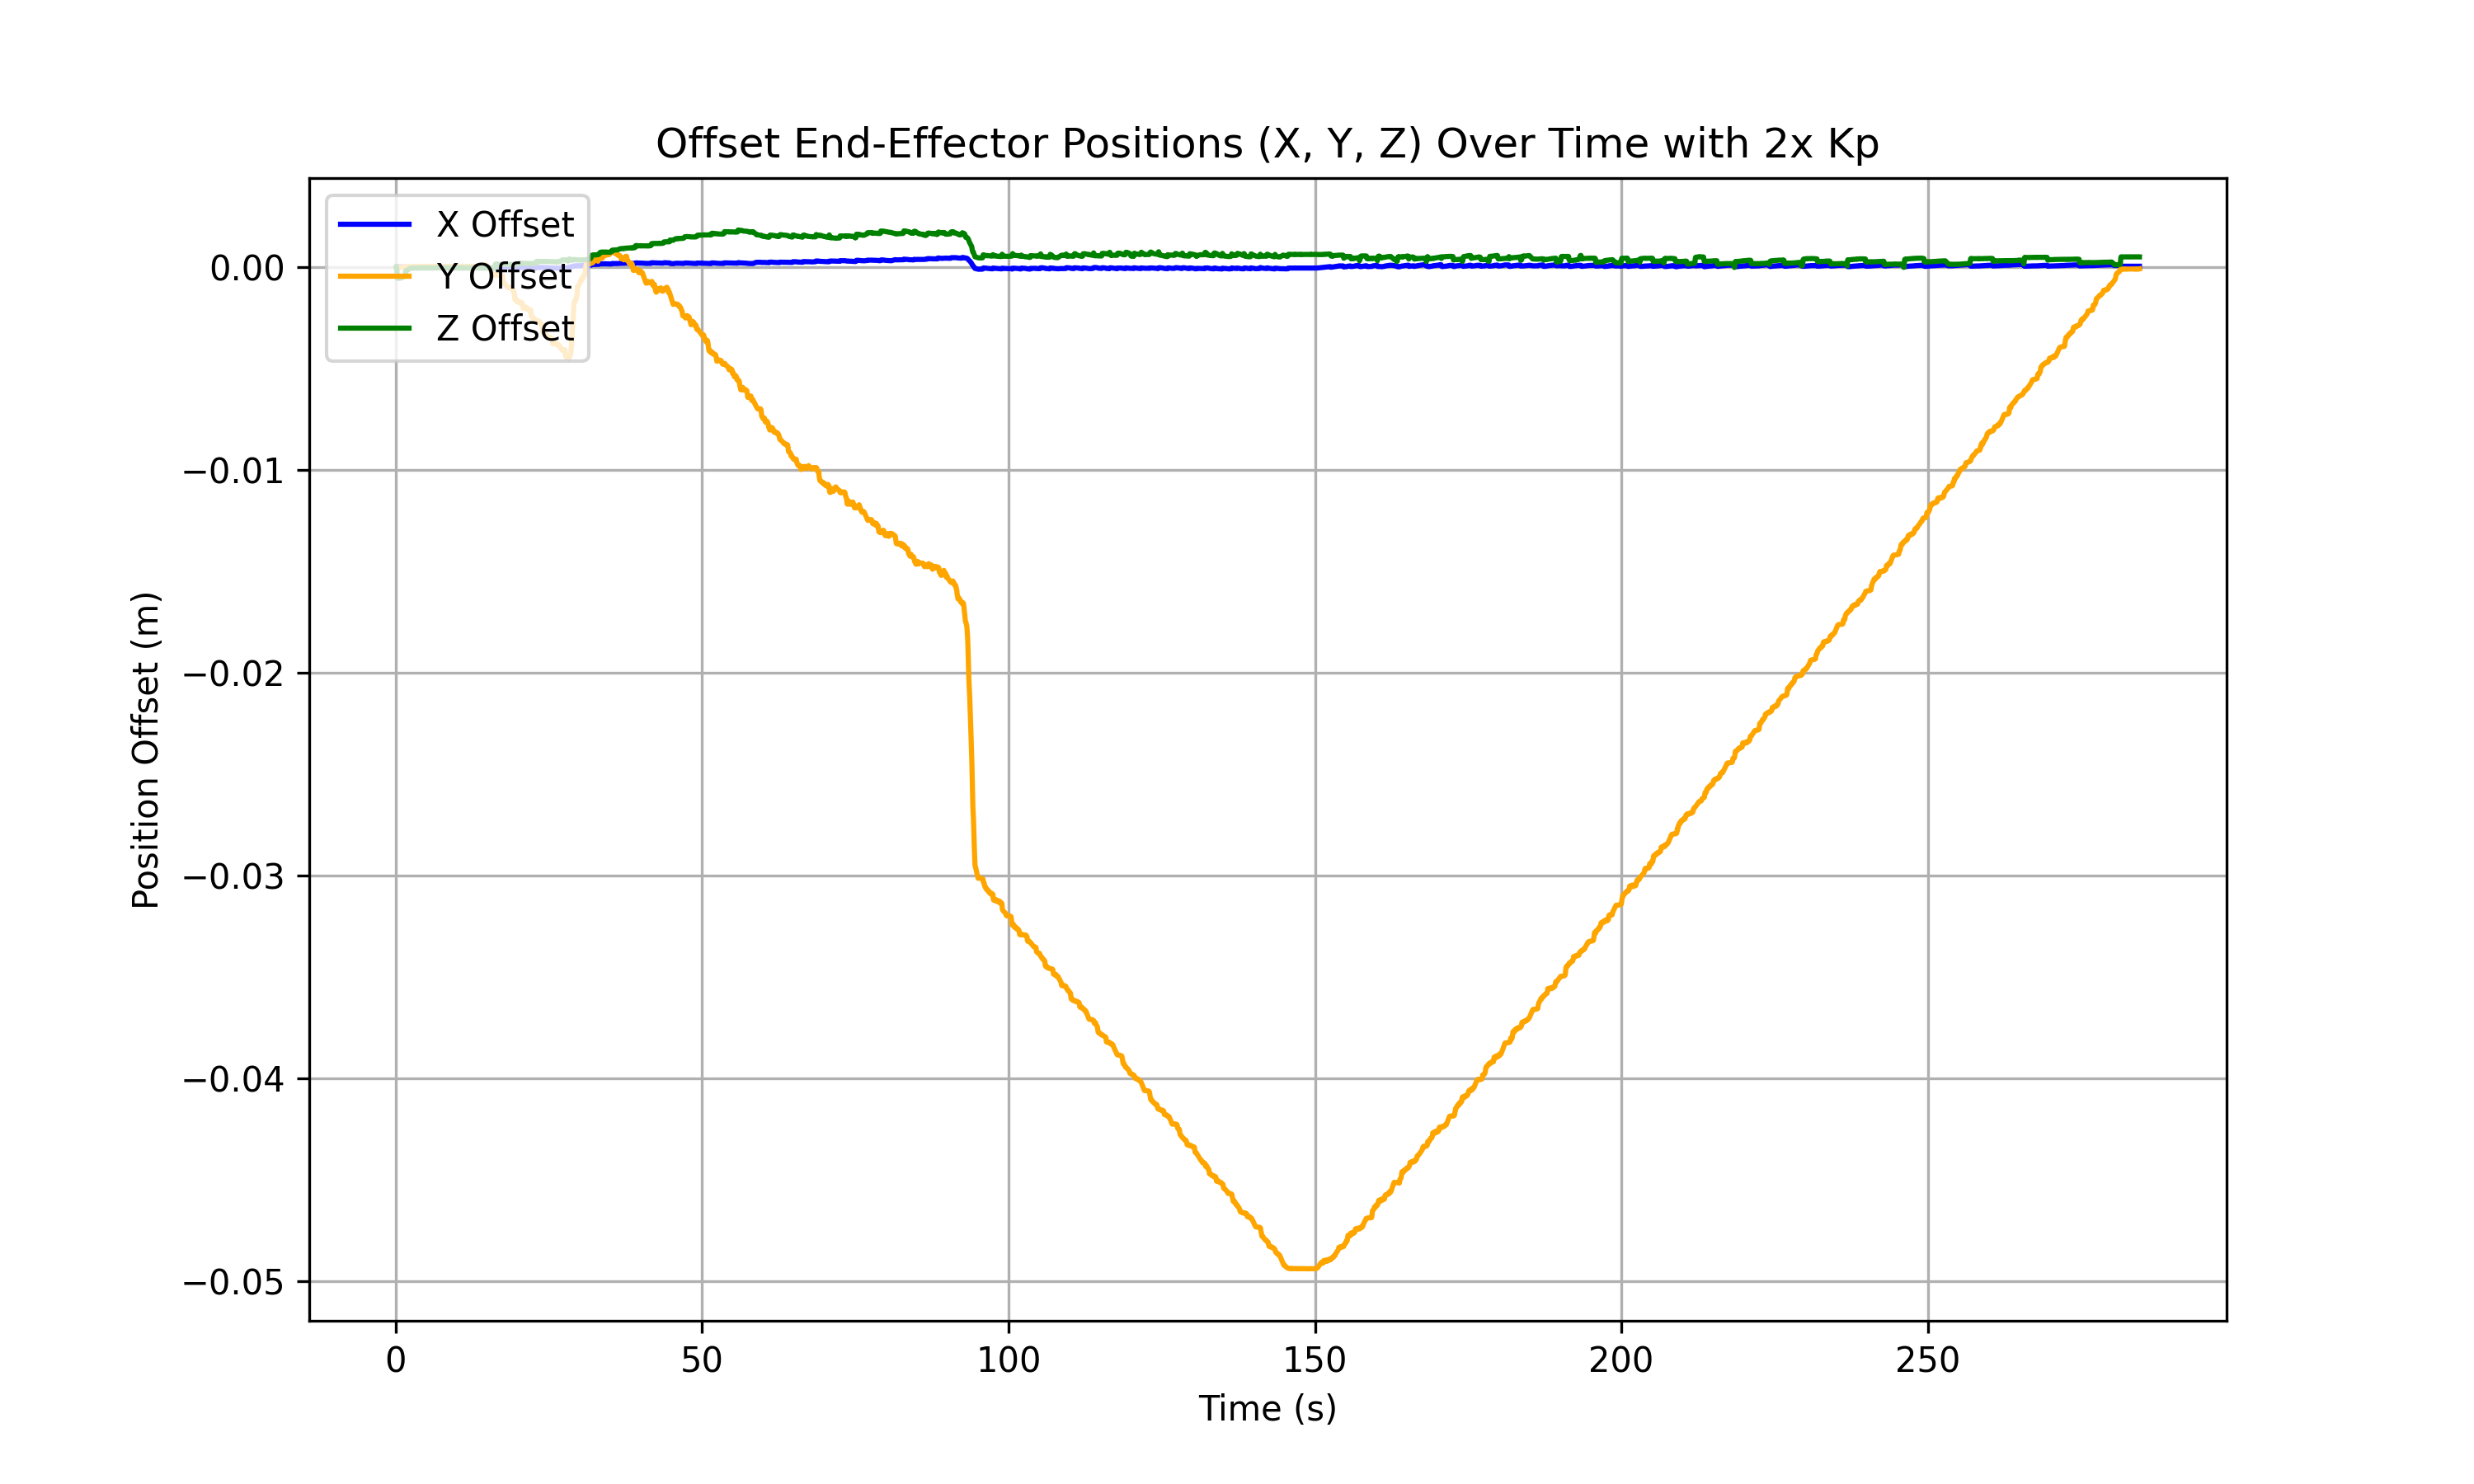 Offset End-Effector Positions (X, Y, Z) Over Time with 2x Kp
X Offset
Y Offset
Z Offset
0.00
−0.01
−0.02
−0.03
−0.04
−0.05
Position Offset (m)
0 50 100 150 200 250
Time (s)